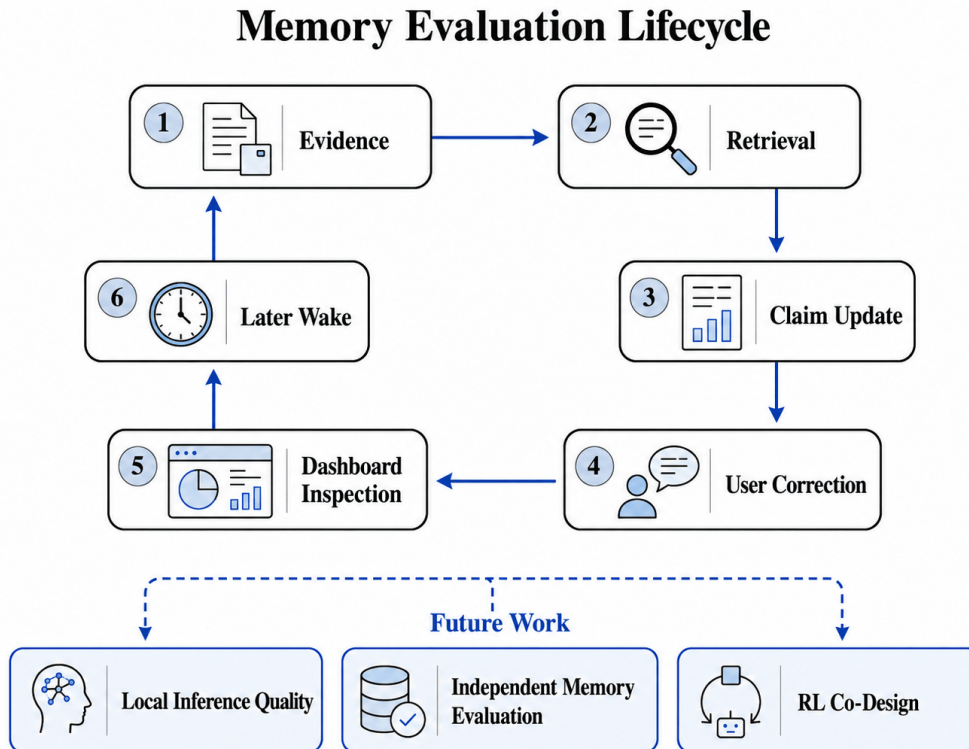 Memory Evaluation Lifecycle
1
Evidence
2
Retrieval
3
Claim Update
4
User Correction
5
Dashboard
Inspection
6
Later Wake
Future Work
Local Inference Quality
Independent Memory
Evaluation
RL Co-Design